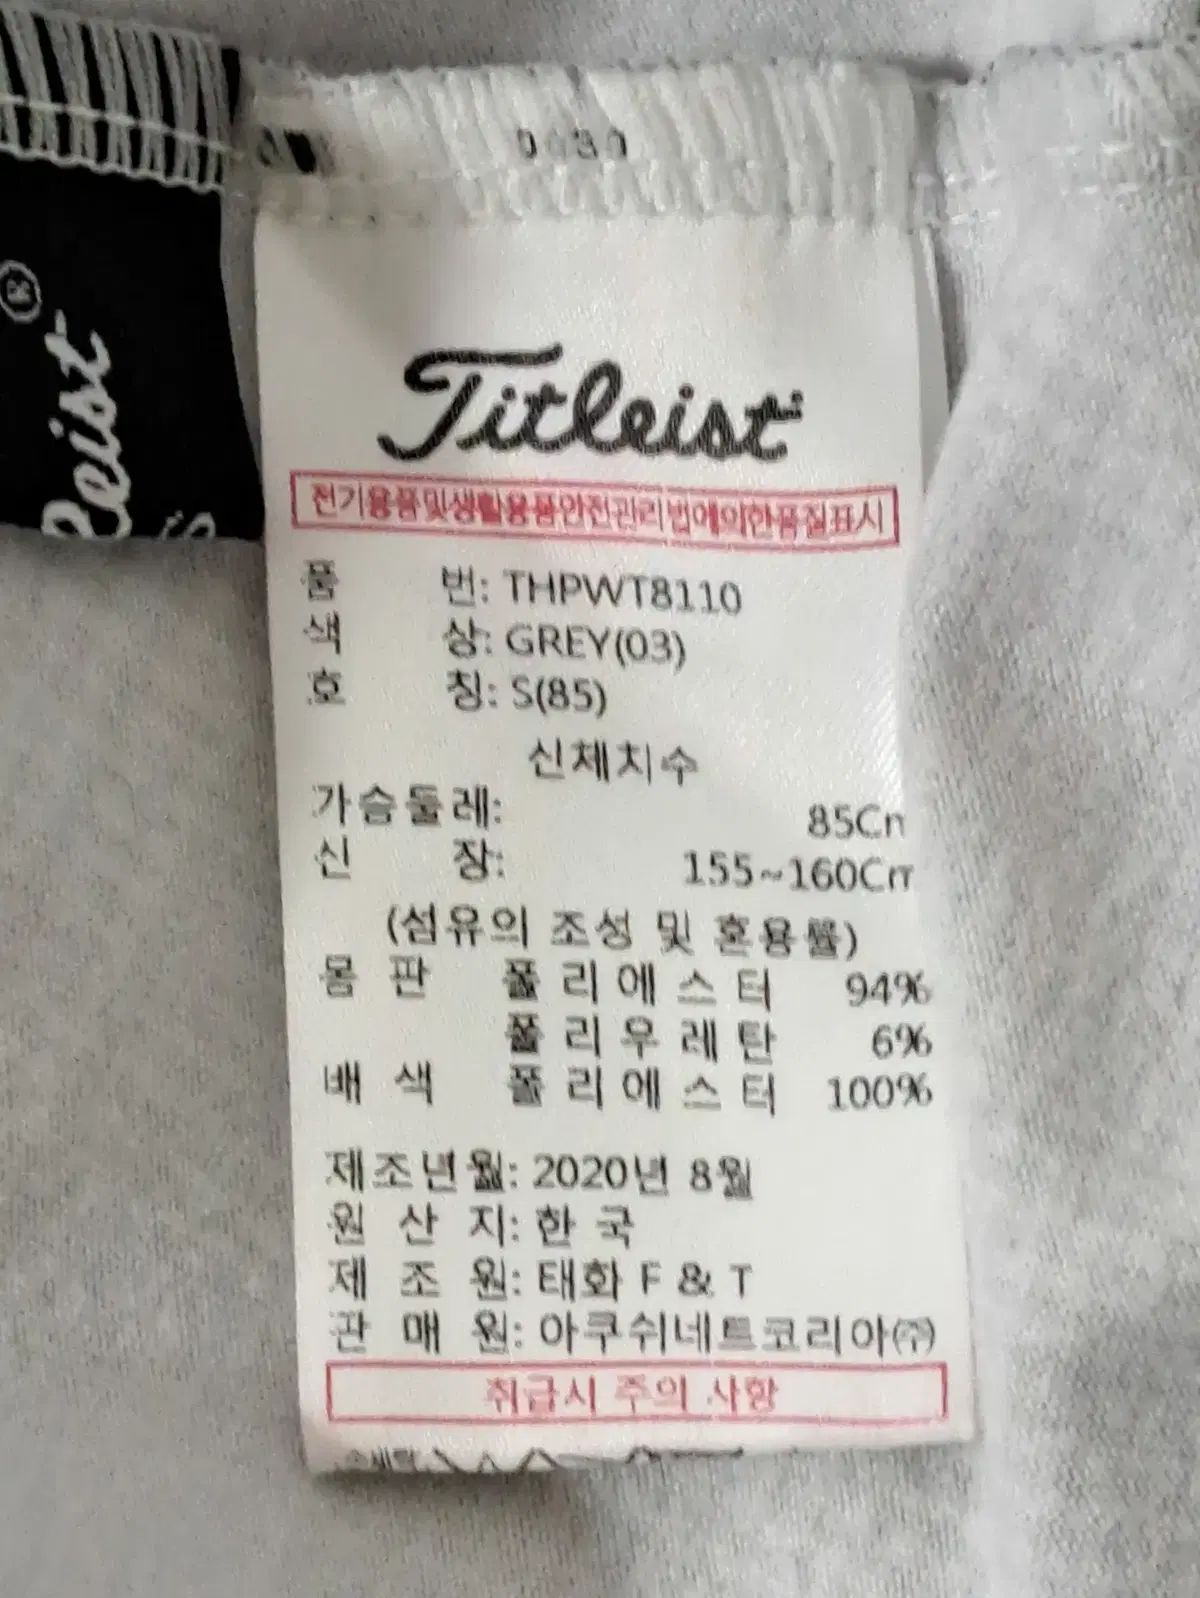 Titleist
전기용품및생활용품안전관리법에의한품질표시
품 번: THPWT8110
색 상: GREY(03)
호 칭: S(85)
신체치수
가슴둘레: 85Cm
신 장: 155~160Cm
(섬유의 조성 및 혼용률)
몸 판 폴리에스터 94%
폴리우레탄 6%
배 색 폴리에스터 100%
제조년월: 2020년 8월
원 산 지: 한 국
제 조 원: 태화 F & T
판 매 원: 아쿠쉬네트코리아㈜
취급시 주의 사항
leist
®